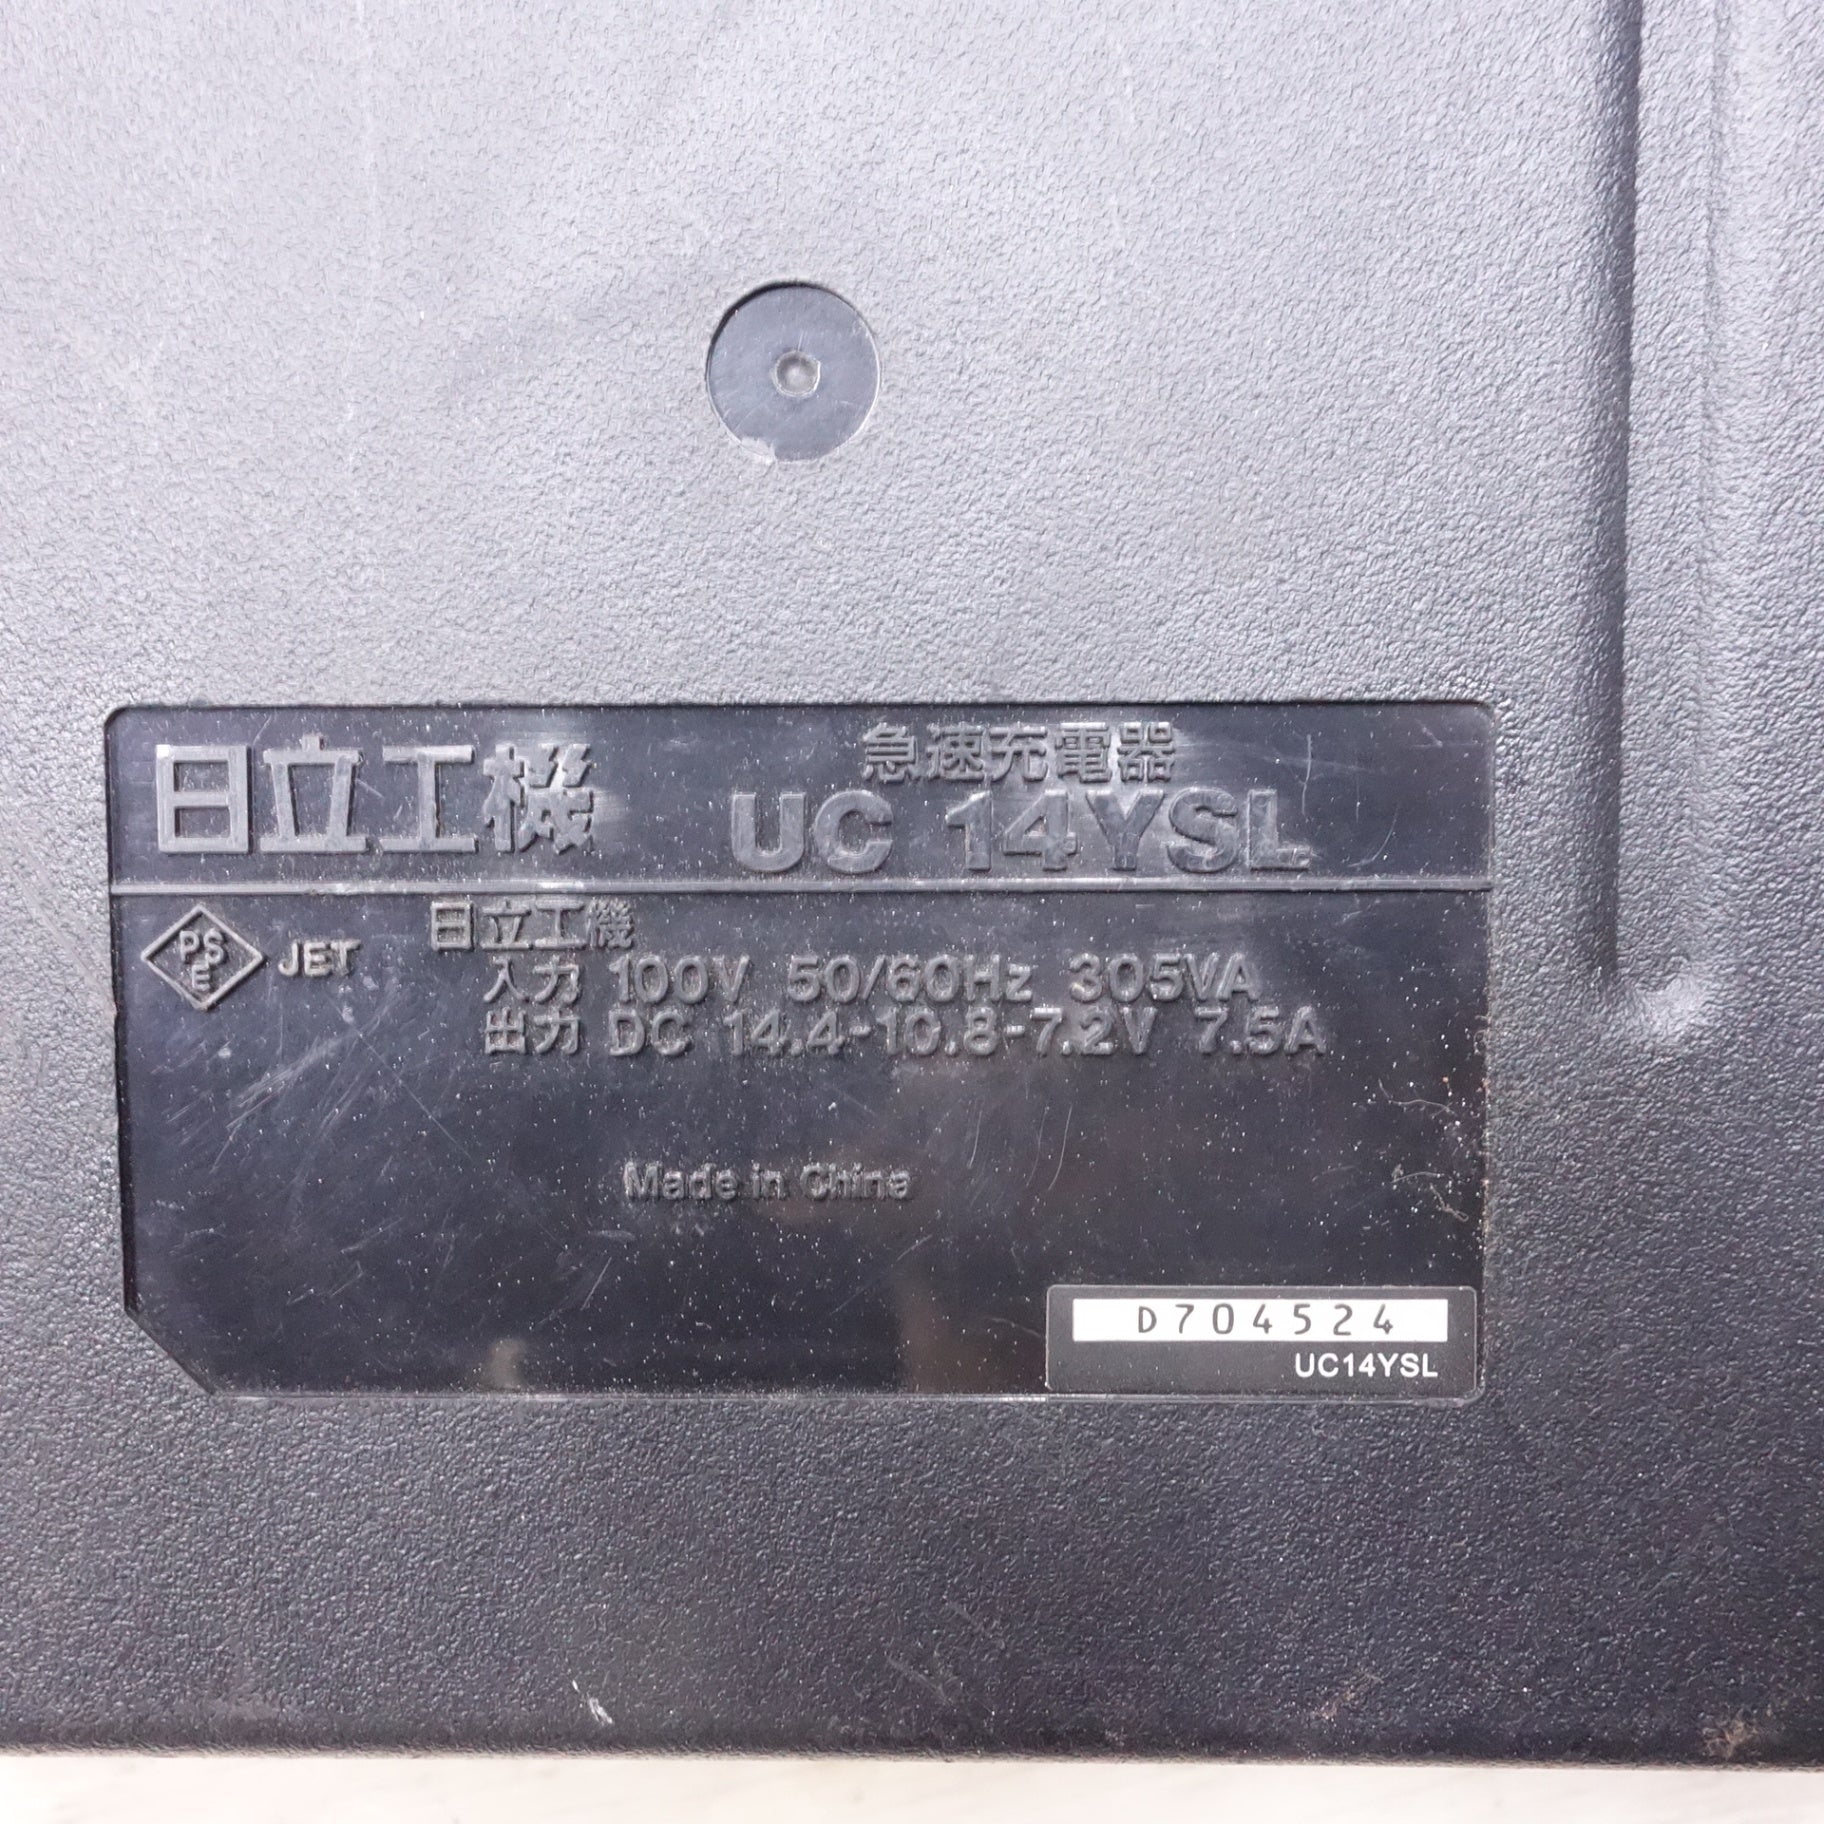 日立工機
急速充電器
UC 14YSL
PSE JET
日立工機
入力 100V 50/60Hz 305VA
出力 DC 14.4-10.8-7.2V 7.5A
Made in China
D704524
UC14YSL